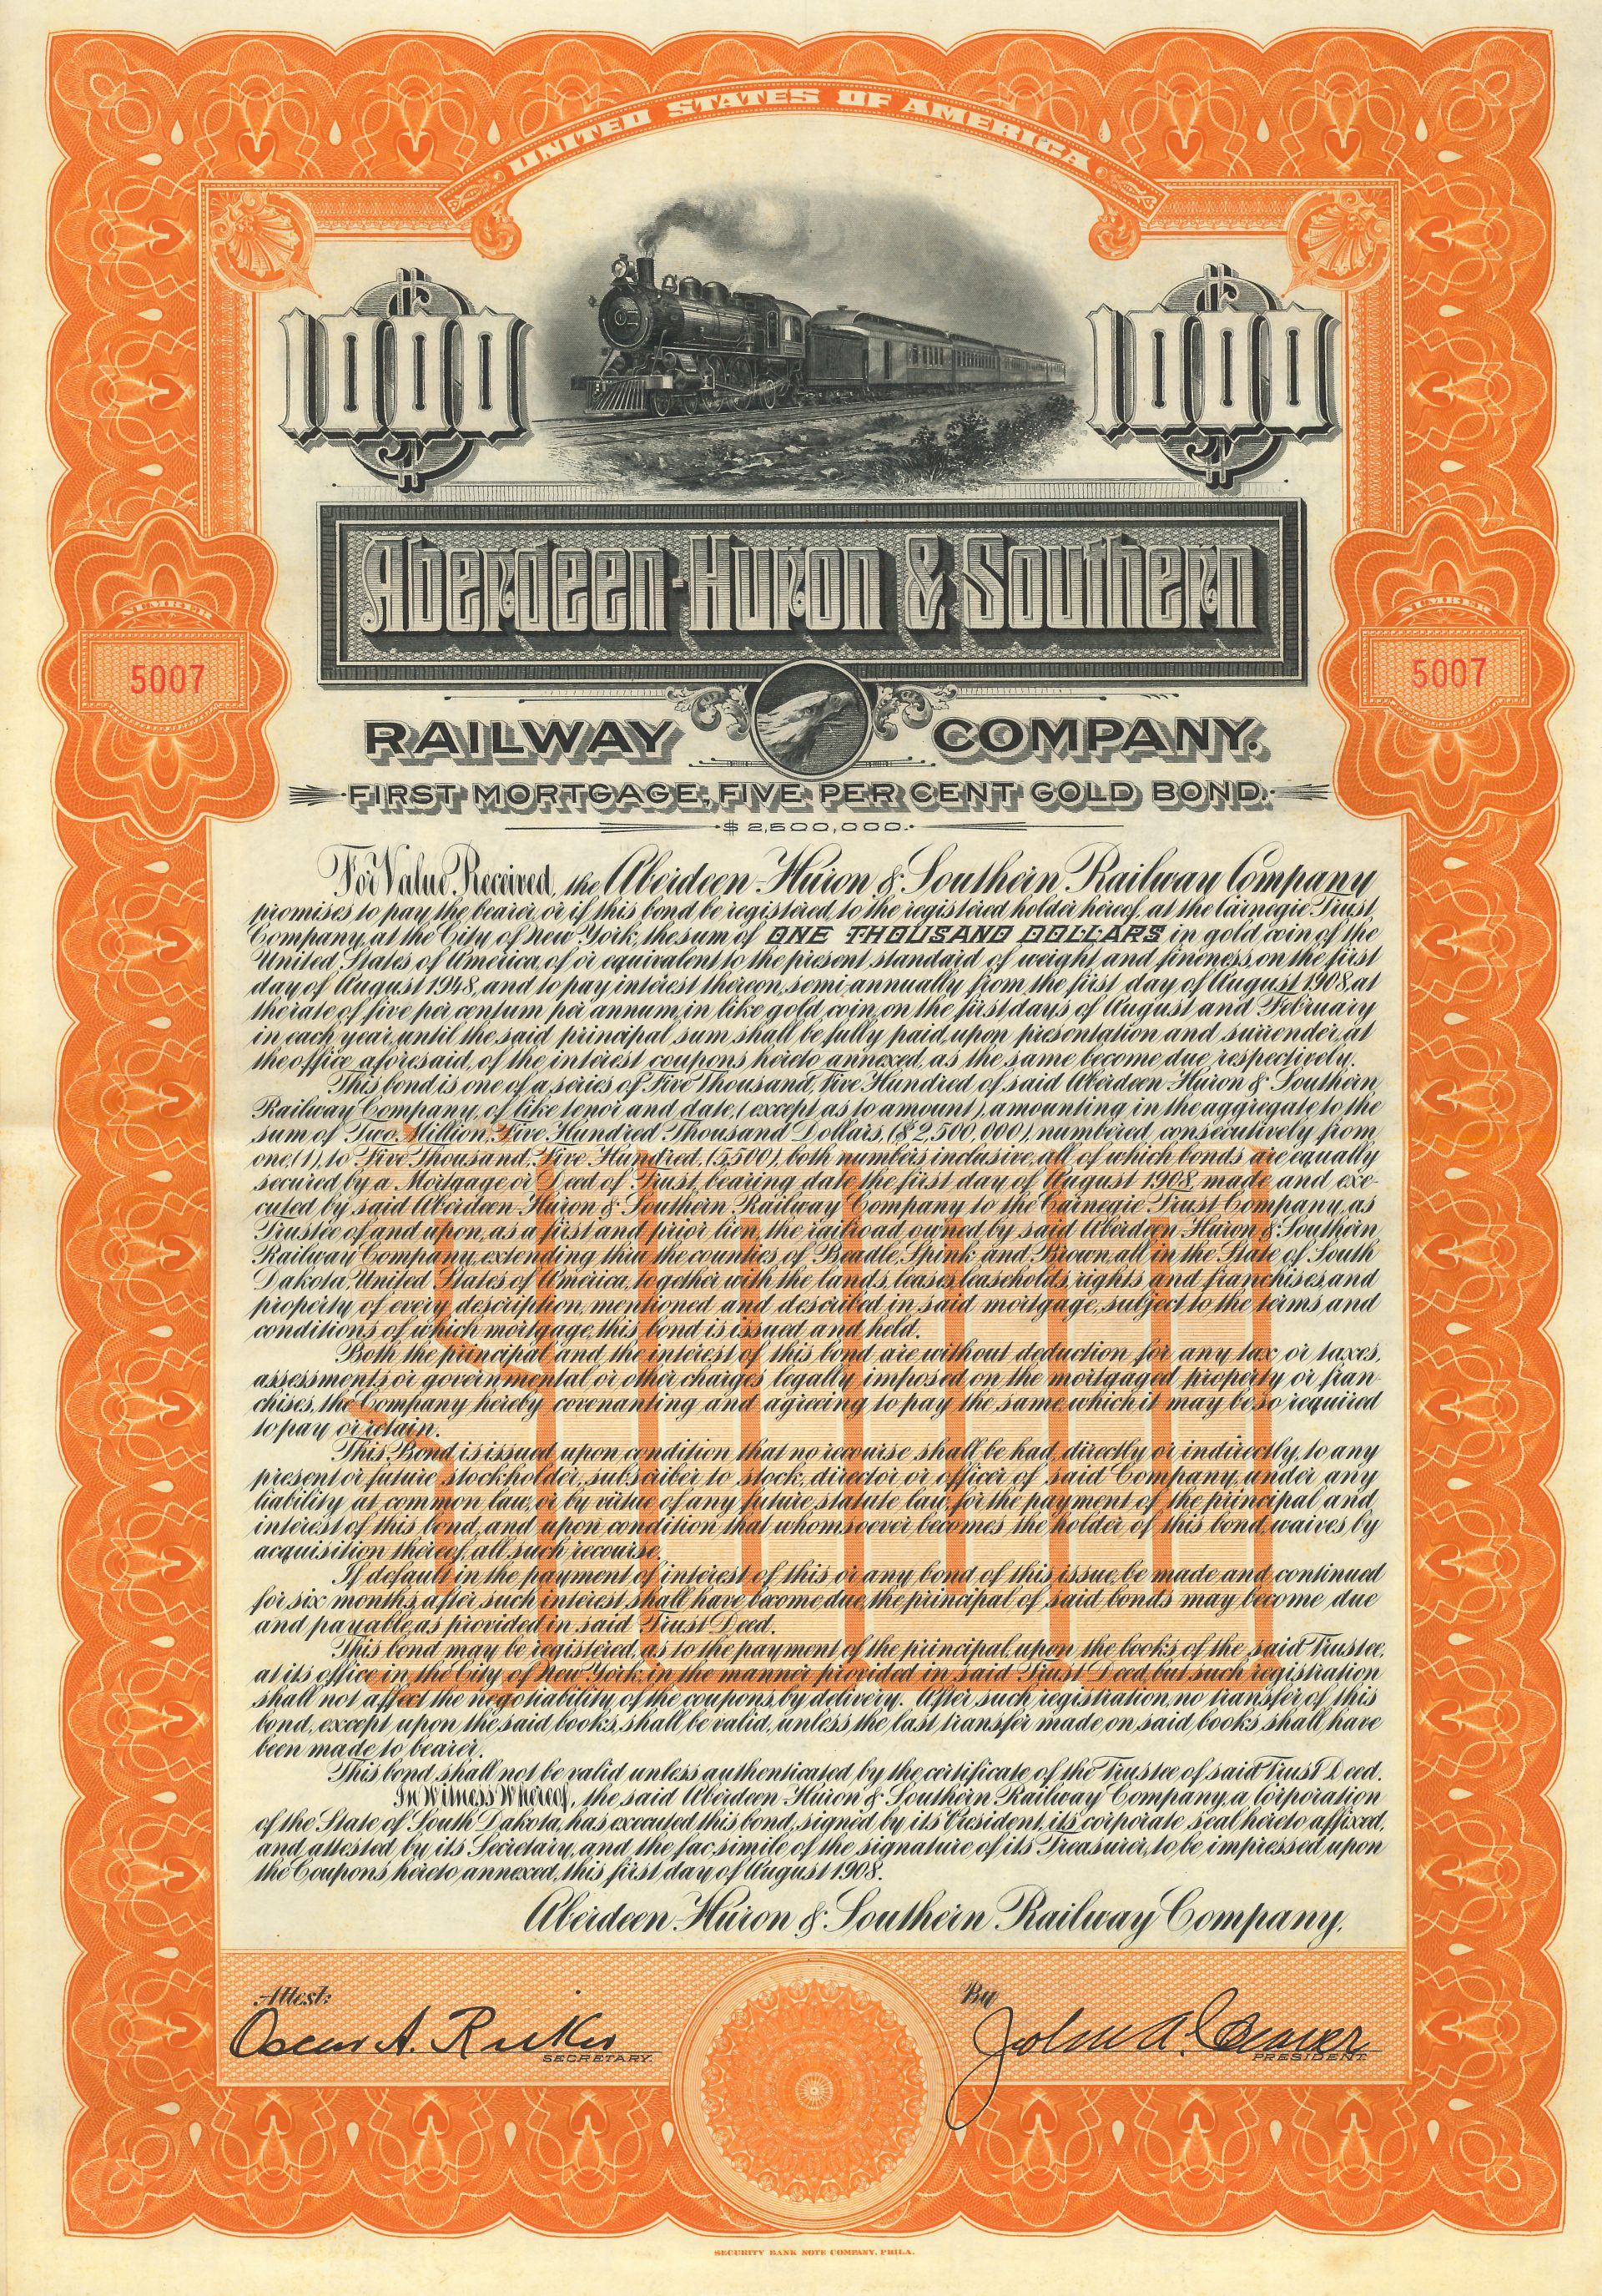 UNITED STATES OF AMERICA
$1000 $1000
Aberdeen-Huron & Southern
NUMBER NUMBER
5007 5007
RAILWAY COMPANY.
FIRST MORTGAGE, FIVE PER CENT GOLD BOND.
$2,500,000.
For Value Received, the Aberdeen-Huron & Southern Railway Company
promises to pay the bearer, or if this bond be registered, to the registered holder hereof, at the Carnegie Trust
Company, at the City of New York, the sum of ONE THOUSAND DOLLARS in gold coin of the
United States of America, of or equivalent to the present standard of weight and fineness, on the first
day of August 1948, and to pay interest thereon, semi-annually from the first day of August 1908, at
the rate of five per centum per annum, in like gold coin, on the first days of August and February
in each year, until the said principal sum shall be fully paid, upon presentation and surrender, at
the office aforesaid, of the interest coupons hereto annexed, as the same become due, respectively.
This bond is one of a series of Five Thousand, Five Hundred of said Aberdeen-Huron & Southern
Railway Company, of like tenor and date, (except as to amount), amounting in the aggregate to the
sum of Two Million, Five Hundred Thousand Dollars, ($2,500,000), numbered consecutively from
one, (1), to Five Thousand, Five Hundred, (5,500), both numbers inclusive, all of which bonds are equally
secured by a Mortgage or Deed of Trust, bearing date the first day of August 1908, made and exe-
cuted by said Aberdeen-Huron & Southern Railway Company to the Carnegie Trust Company, as
Trustee of and upon, as a first and prior lien, the railroad owned by said Aberdeen-Huron & Southern
Railway Company, extending thru the counties of Beadle, Spink and Brown, all in the State of South
Dakota, United States of America, together with the lands, leases, leaseholds, rights and franchises, and
property of every description, mentioned and described in said mortgage, subject to the terms and
conditions of which mortgage, this bond is issued and held.
Both the principal and the interest of this bond are without deduction for any tax or taxes,
assessments, or governmental or other charges legally imposed on the mortgaged property or fran-
chises, the Company hereby covenanting and agreeing to pay the same which it may be so required
to pay or retain.
This Bond is issued upon condition that no recourse shall be had, directly or indirectly, to any
present or future stockholder, subscriber to stock, director or officer of said Company, under any
liability at common law, or by virtue of any future statute law, for the payment of the principal and
interest of this bond, and upon condition that whomsoever becomes the holder of this bond, waives by
acquisition thereof, all such recourse.
If default in the payment of interest of this or any bond of this issue, be made and continued
for six months, after such interest shall have become due, the principal of said bonds may become due
and payable, as provided in said Trust Deed.
This bond may be registered, as to the payment of the principal, upon the books of the said Trustee,
at its office in the City of New York in the manner provided in said Trust Deed, but such registration
shall not affect the negotiability of the coupons, by delivery. After such registration, no transfer of this
bond, except upon the said books, shall be valid, unless the last transfer made on said books shall have
been made to bearer.
This bond shall not be valid unless authenticated by the certificate of the Trustee of said Trust Deed.
In Witness Whereof, the said Aberdeen-Huron & Southern Railway Company, a Corporation
of the State of South Dakota, has executed this bond, signed by its President, its corporate seal hereto affixed,
and attested by its Secretary, and the fac-simile of the signature of its Treasurer, to be impressed upon
the Coupons hereto annexed, this first day of August 1908.
Aberdeen-Huron & Southern Railway Company,
Attest: By
Oscar A. John A.
SECRETARY. PRESIDENT.
SECURITY BANK NOTE COMPANY, PHILA.